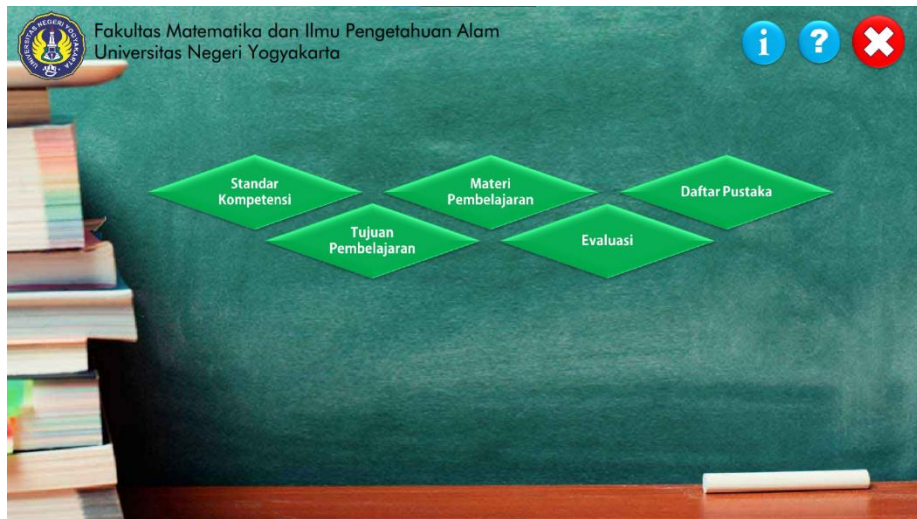 Fakultas Matematika dan Ilmu Pengetahuan Alam
Universitas Negeri Yogyakarta
i
?
Standar
Kompetensi
Materi
Pembelajaran
Daftar Pustaka
Tujuan
Pembelajaran
Evaluasi